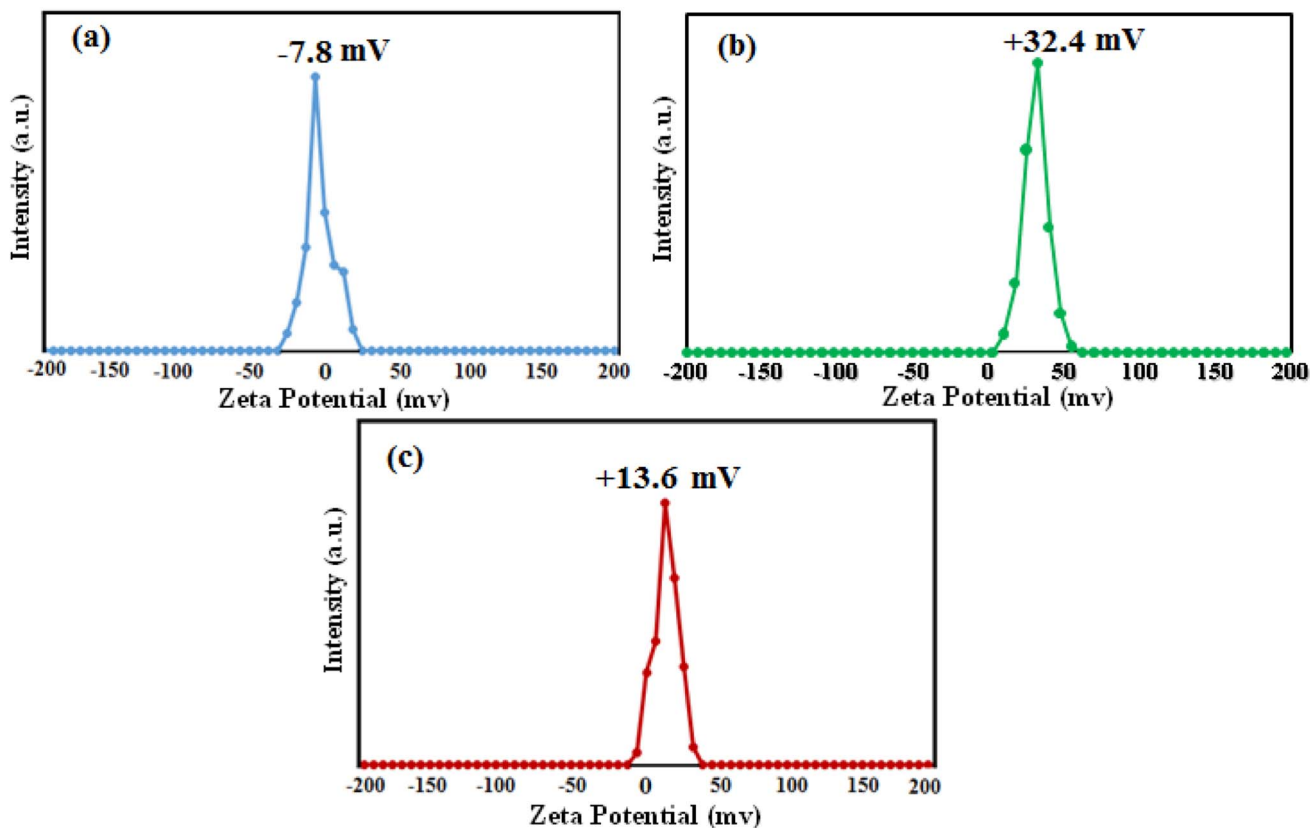 (a)
-7.8 mV
Intensity (a.u.)
-200 -150 -100 -50 0 50 100 150 200
Zeta Potential (mv)
(b)
+32.4 mV
Intensity (a.u.)
-200 -150 -100 -50 0 50 100 150 200
Zeta Potential (mv)
(c)
+13.6 mV
Intensity (a.u.)
-200 -150 -100 -50 0 50 100 150 200
Zeta Potential (mv)